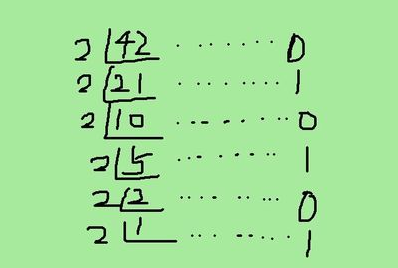 2 42 ........ 0
2 21 ........ 1
2 10 ........ 0
2 5 ........ 1
2 2 ........ 0
2 1 ........ 1